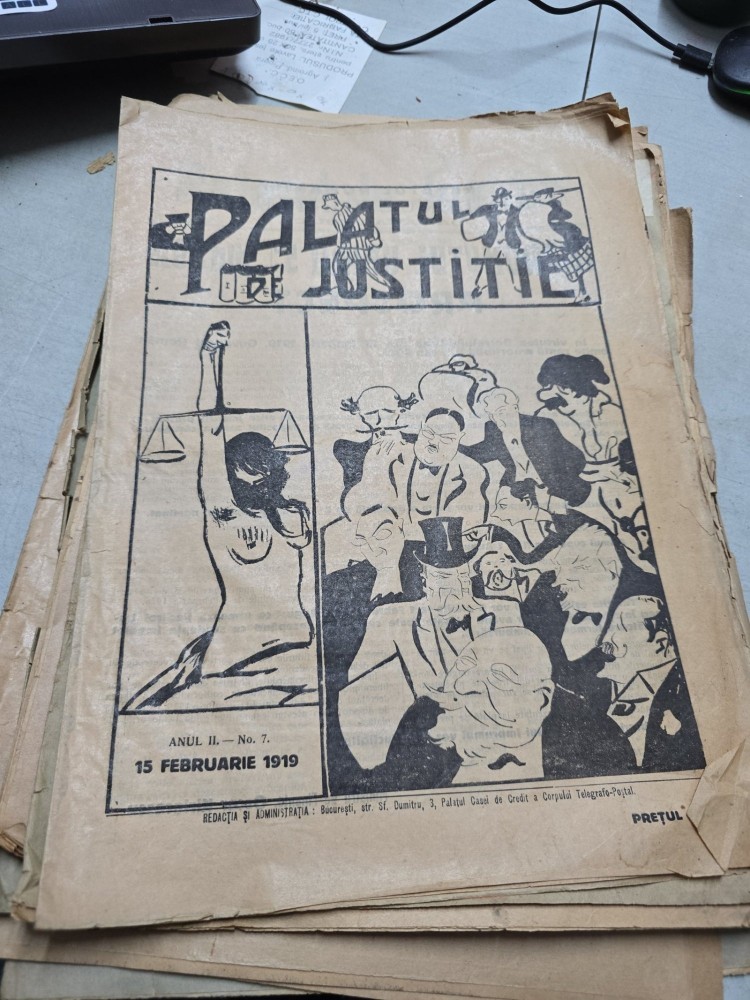 PALATUL
DE JUSTIȚIE
ANUL II. — No. 7.
15 FEBRUARIE 1919
REDACȚIA ȘI ADMINISTRAȚIA : București, str. Sf. Dumitru, 3, Palatul Casei de Credit a Corpului Telegrafo-Poștal.
PREȚUL